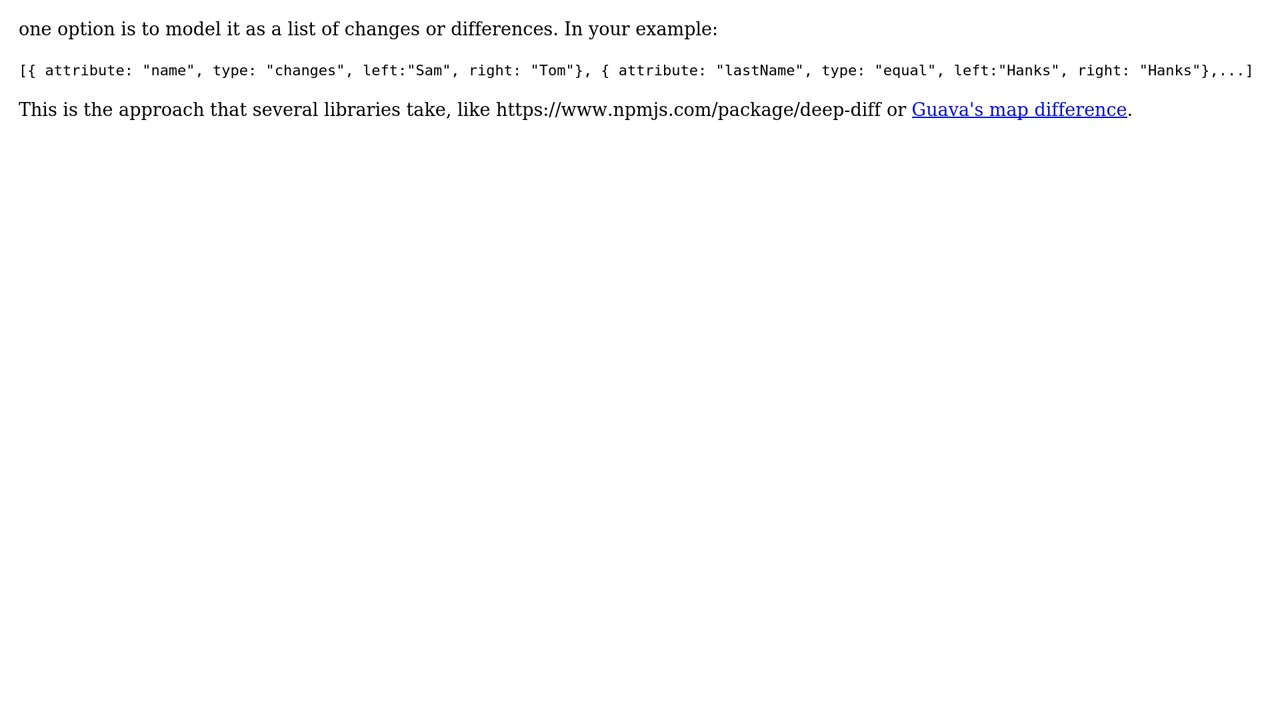 one option is to model it as a list of changes or differences. In your example:
[{ attribute: "name", type: "changes", left:"Sam", right: "Tom"}, { attribute: "lastName", type: "equal", left:"Hanks", right: "Hanks"},...]
This is the approach that several libraries take, like https://www.npmjs.com/package/deep-diff or Guava's map difference.